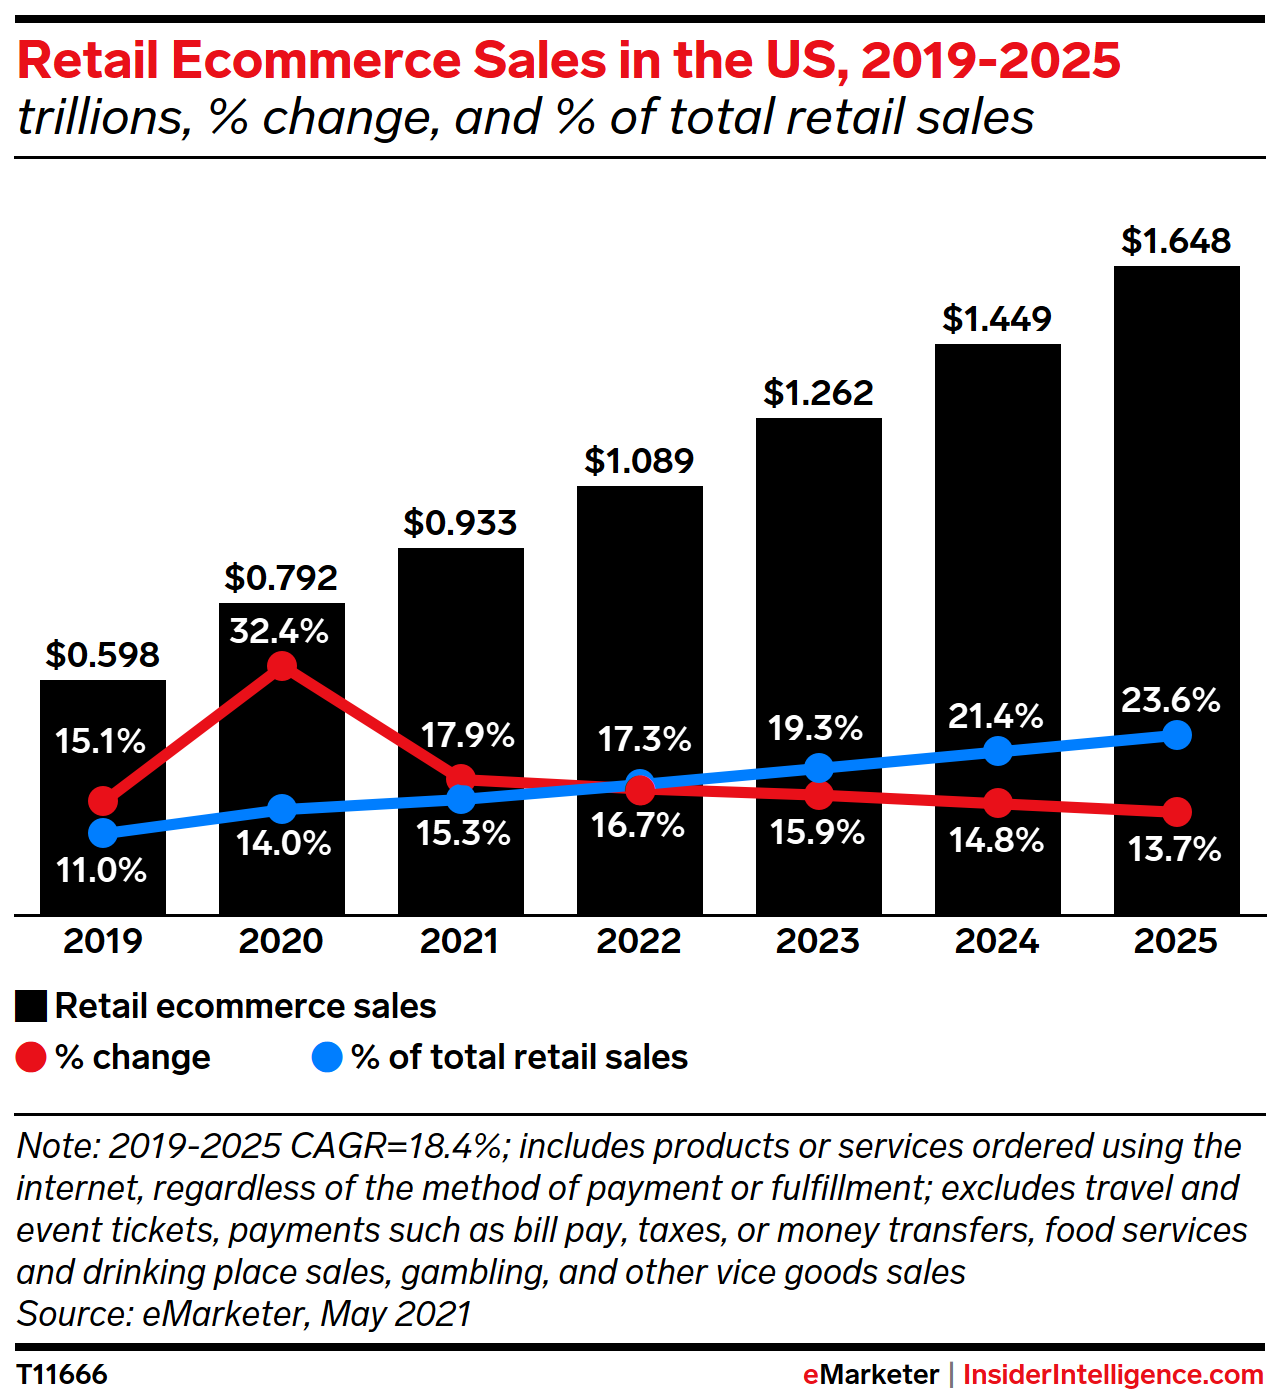 Retail Ecommerce Sales in the US, 2019-2025
trillions, % change, and % of total retail sales
$0.598
$0.792
$0.933
$1.089
$1.262
$1.449
$1.648
15.1%
32.4%
17.9%
17.3%
19.3%
21.4%
23.6%
11.0%
14.0%
15.3%
16.7%
15.9%
14.8%
13.7%
2019
2020
2021
2022
2023
2024
2025
Retail ecommerce sales
% change
% of total retail sales
Note: 2019-2025 CAGR=18.4%; includes products or services ordered using the
internet, regardless of the method of payment or fulfillment; excludes travel and
event tickets, payments such as bill pay, taxes, or money transfers, food services
and drinking place sales, gambling, and other vice goods sales
Source: eMarketer, May 2021
T11666
eMarketer | InsiderIntelligence.com